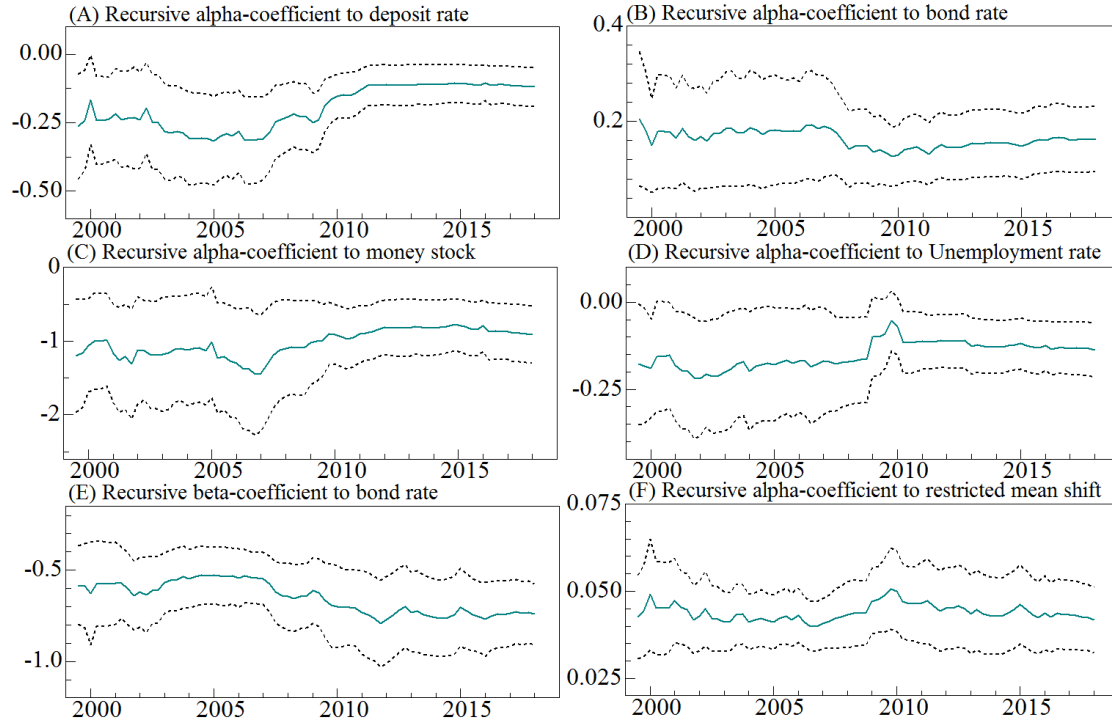 (A) Recursive alpha-coefficient to deposit rate
0.00
-0.25
-0.50
2000 2005 2010 2015
(B) Recursive alpha-coefficient to bond rate
0.4
0.2
2000 2005 2010 2015
(C) Recursive alpha-coefficient to money stock
0
-1
-2
2000 2005 2010 2015
(D) Recursive alpha-coefficient to Unemployment rate
0.00
-0.25
2000 2005 2010 2015
(E) Recursive beta-coefficient to bond rate
-0.5
-1.0
2000 2005 2010 2015
(F) Recursive alpha-coefficient to restricted mean shift
0.075
0.050
0.025
2000 2005 2010 2015